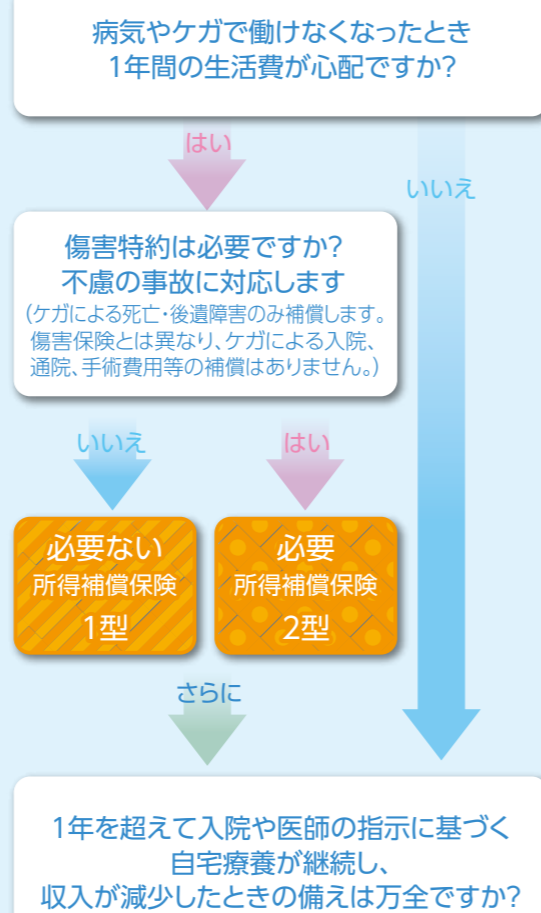 病気やケガで働けなくなったとき
1年間の生活費が心配ですか?
はい
いいえ
傷害特約は必要ですか?
不慮の事故に対応します
(ケガによる死亡・後遺障害のみ補償します。
傷害保険とは異なり、ケガによる入院、
通院、手術費用等の補償はありません。)
いいえ
はい
必要ない
所得補償保険
1型
必要
所得補償保険
2型
さらに
1年を超えて入院や医師の指示に基づく
自宅療養が継続し、
収入が減少したときの備えは万全ですか?